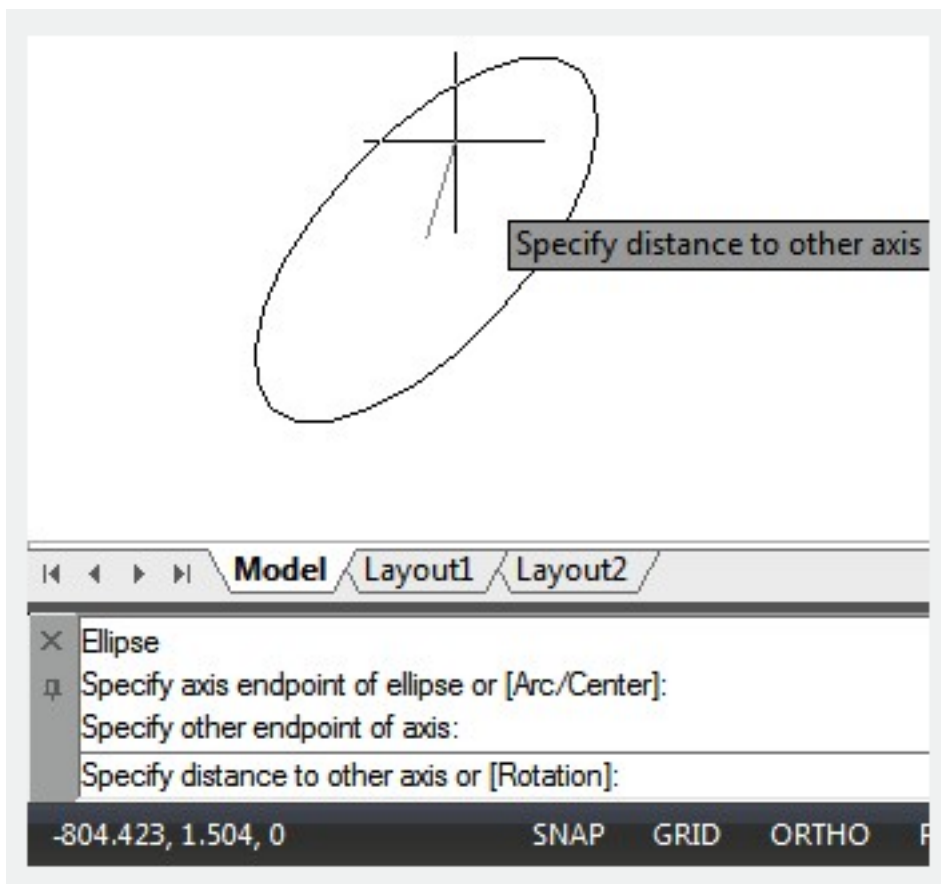 Specify distance to other axis
Model Layout1 Layout2
Ellipse
Specify axis endpoint of ellipse or [Arc/Center]:
Specify other endpoint of axis:
Specify distance to other axis or [Rotation]:
-804.423, 1.504, 0 SNAP GRID ORTHO